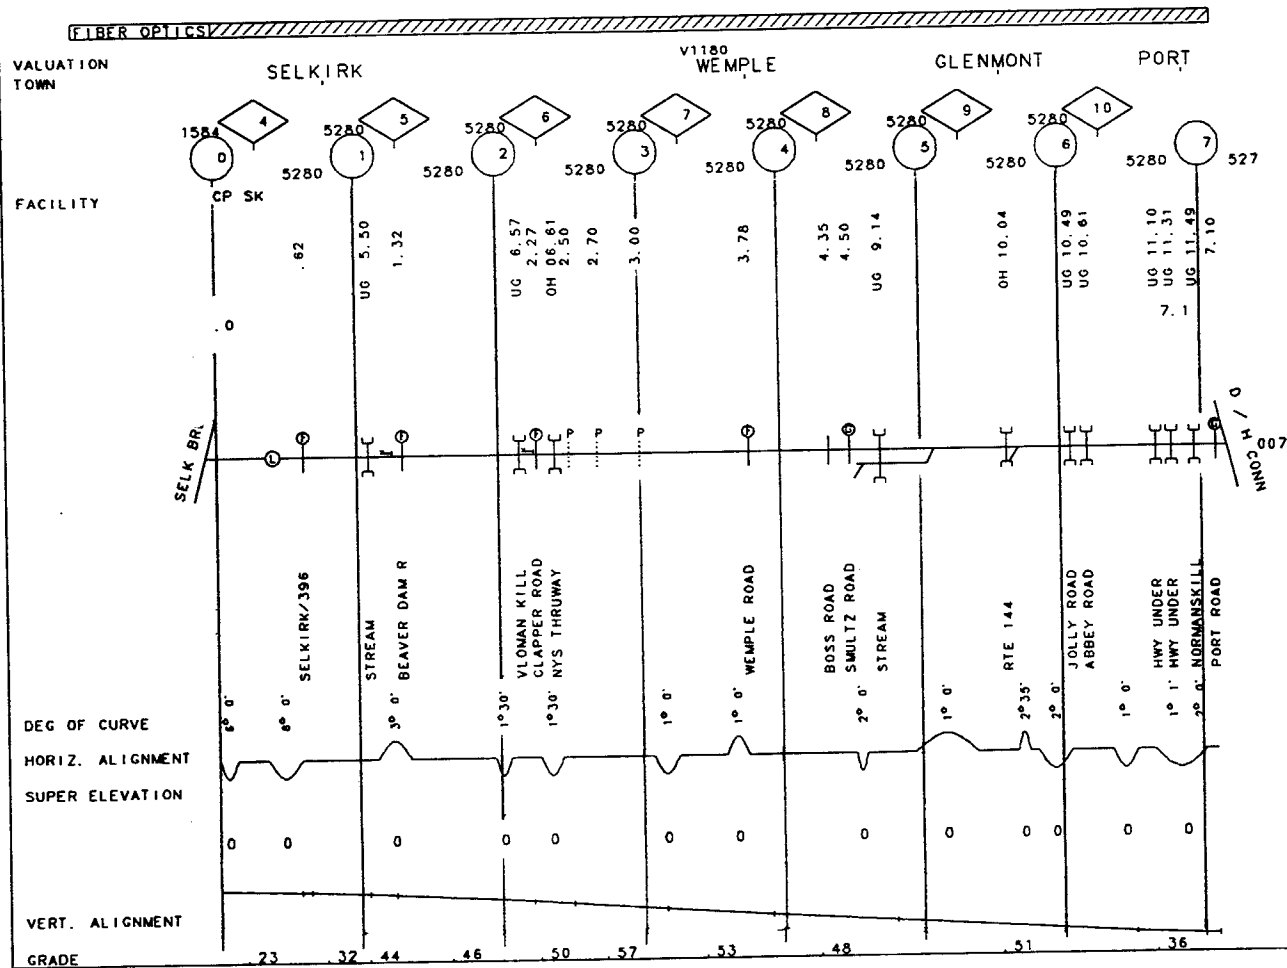 FIBER OPTICS
VALUATION
TOWN
SELKIRK
V1180
WEMPLE
GLENMONT
PORT
4 5 6 7 8 9 10
1584 5280 5280 5280 5280 5280 5280
0 1 2 3 4 5 6 7
5280 5280 5280 5280 5280 5280 5280 527
FACILITY
CP SK
.62
UG 5.50
1.32
UG 6.57
2.27
OH 06.61
2.50
2.70
3.00
3.78
4.35
4.50
UG 9.14
OH 10.04
UG 10.49
UG 10.61
UG 11.10
UG 11.31
UG 11.49
7.10
7.1
.0
SELK BR
L F F F P P P F G G
D/H CONN
007
SELKIRK/396
STREAM
BEAVER DAM R
VLOMAN KILL
CLAPPER ROAD
NYS THRUWAY
WEMPLE ROAD
BOSS ROAD
SMULTZ ROAD
STREAM
RTE 144
JOLLY ROAD
ABBEY ROAD
HWY UNDER
HWY UNDER
NORMANSKILL
PORT ROAD
DEG OF CURVE
6° 0' 6° 0' 3° 0' 1°30' 1°30' 1° 0' 1° 0' 2° 0' 1° 0' 2°35' 2° 0' 1° 0' 1° 1' 2° 0'
HORIZ. ALIGNMENT
SUPER ELEVATION
0 0 0 0 0 0 0 0 0 0 0 0 0
VERT. ALIGNMENT
GRADE .23 .32 .44 .46 .50 .57 .53 .48 .51 .36